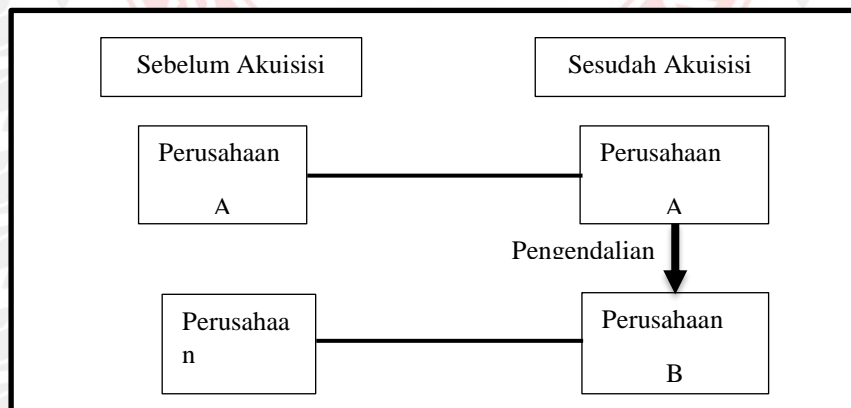 Sebelum Akuisisi
Sesudah Akuisisi
Perusahaan
A
Perusahaan
A
Pengendalian
Perusahaa
n
Perusahaan
B